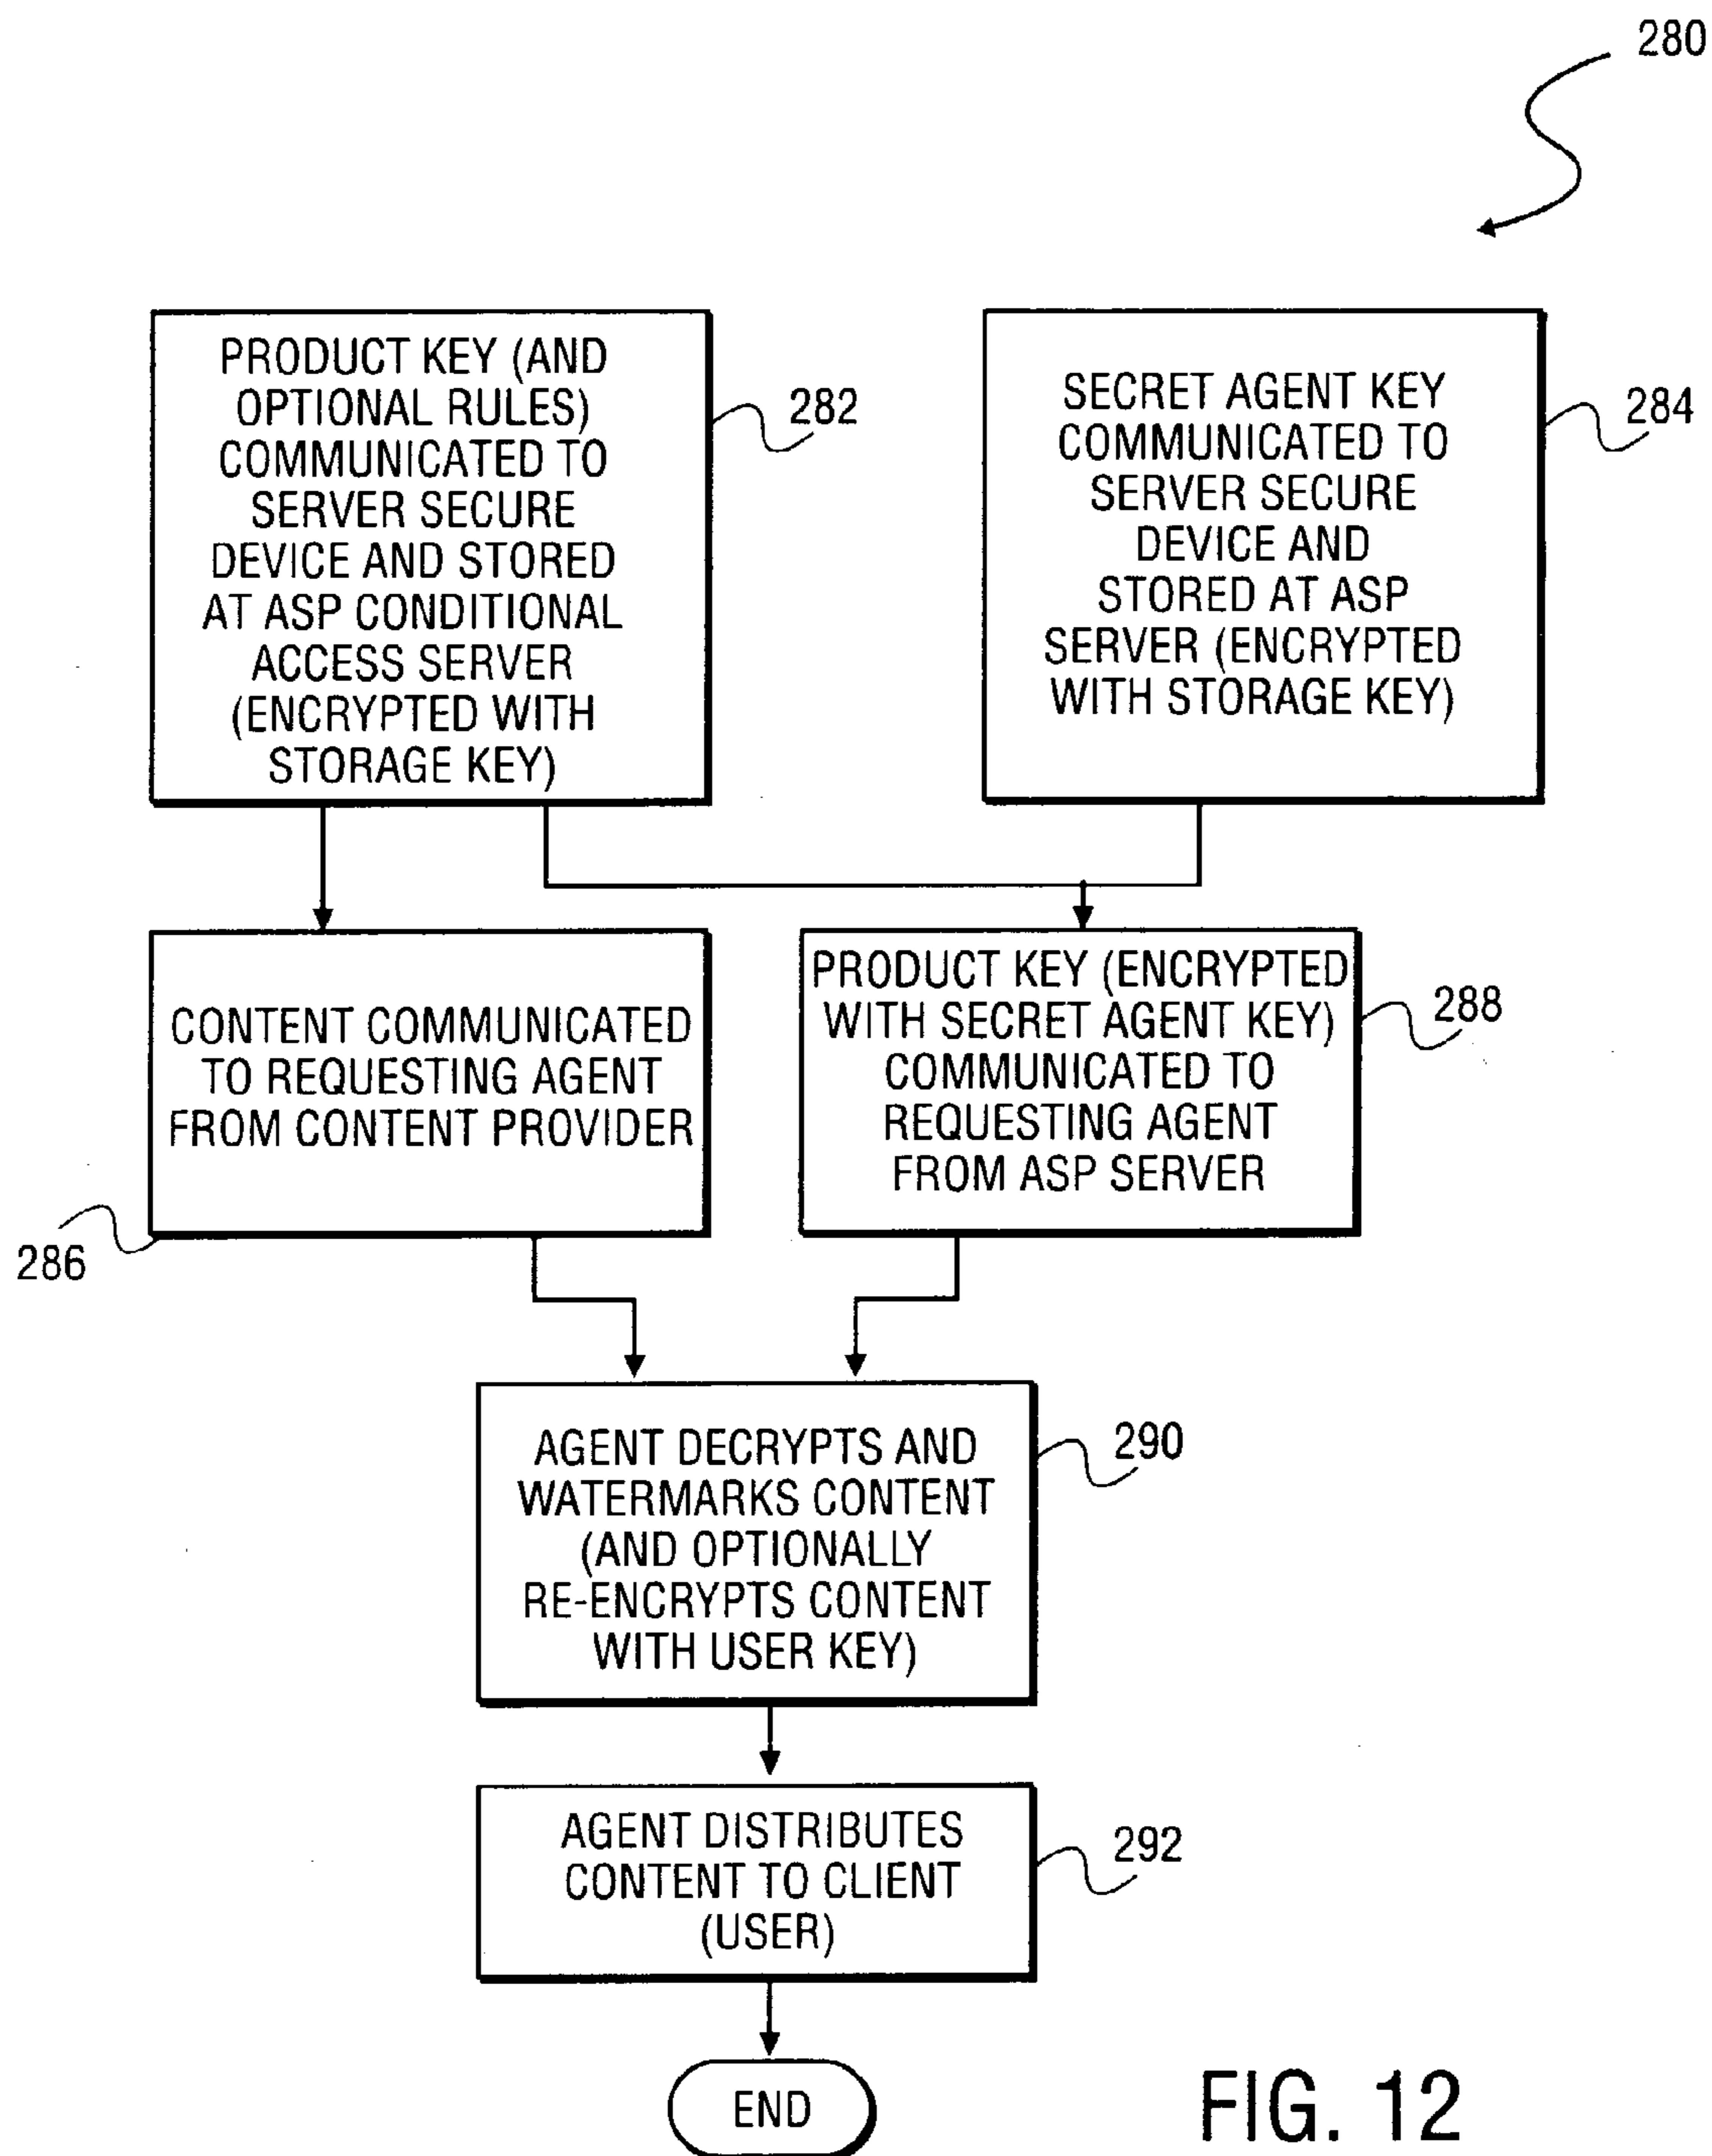 280
PRODUCT KEY (AND
OPTIONAL RULES)
COMMUNICATED TO
SERVER SECURE
DEVICE AND STORED
AT ASP CONDITIONAL
ACCESS SERVER
(ENCRYPTED WITH
STORAGE KEY)
282
SECRET AGENT KEY
COMMUNICATED TO
SERVER SECURE
DEVICE AND
STORED AT ASP
SERVER (ENCRYPTED
WITH STORAGE KEY)
284
CONTENT COMMUNICATED
TO REQUESTING AGENT
FROM CONTENT PROVIDER
286
PRODUCT KEY (ENCRYPTED
WITH SECRET AGENT KEY)
COMMUNICATED TO
REQUESTING AGENT
FROM ASP SERVER
288
AGENT DECRYPTS AND
WATERMARKS CONTENT
(AND OPTIONALLY
RE-ENCRYPTS CONTENT
WITH USER KEY)
290
AGENT DISTRIBUTES
CONTENT TO CLIENT
(USER)
292
END
FIG. 12